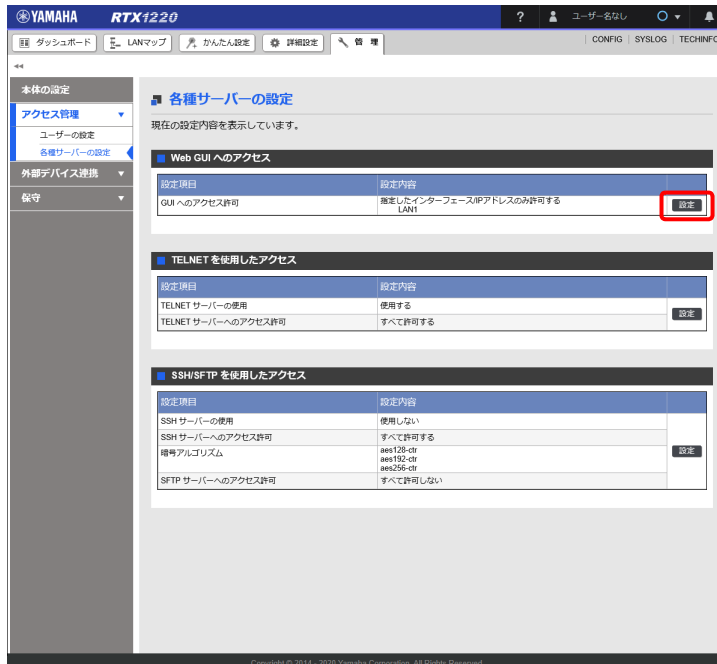 YAMAHA RTX1220 ? ユーザー名なし
ダッシュボード LANマップ かんたん設定 詳細設定 管 理 CONFIG SYSLOG TECHINFO
本体の設定
アクセス管理
ユーザーの設定
各種サーバーの設定
外部デバイス連携
保守
各種サーバーの設定
現在の設定内容を表示しています。
Web GUI へのアクセス
設定項目 設定内容
GUI へのアクセス許可 指定したインターフェース/IPアドレスのみ許可する
LAN1
設定
TELNET を使用したアクセス
設定項目 設定内容
TELNET サーバーの使用 使用する
TELNET サーバーへのアクセス許可 すべて許可する
設定
SSH/SFTP を使用したアクセス
設定項目 設定内容
SSH サーバーの使用 使用しない
SSH サーバーへのアクセス許可 すべて許可する
暗号アルゴリズム aes128-ctr
aes192-ctr
aes256-ctr
設定
SFTP サーバーへのアクセス許可 すべて許可しない
Copyright © 2014 - 2020 Yamaha Corporation. All Rights Reserved.